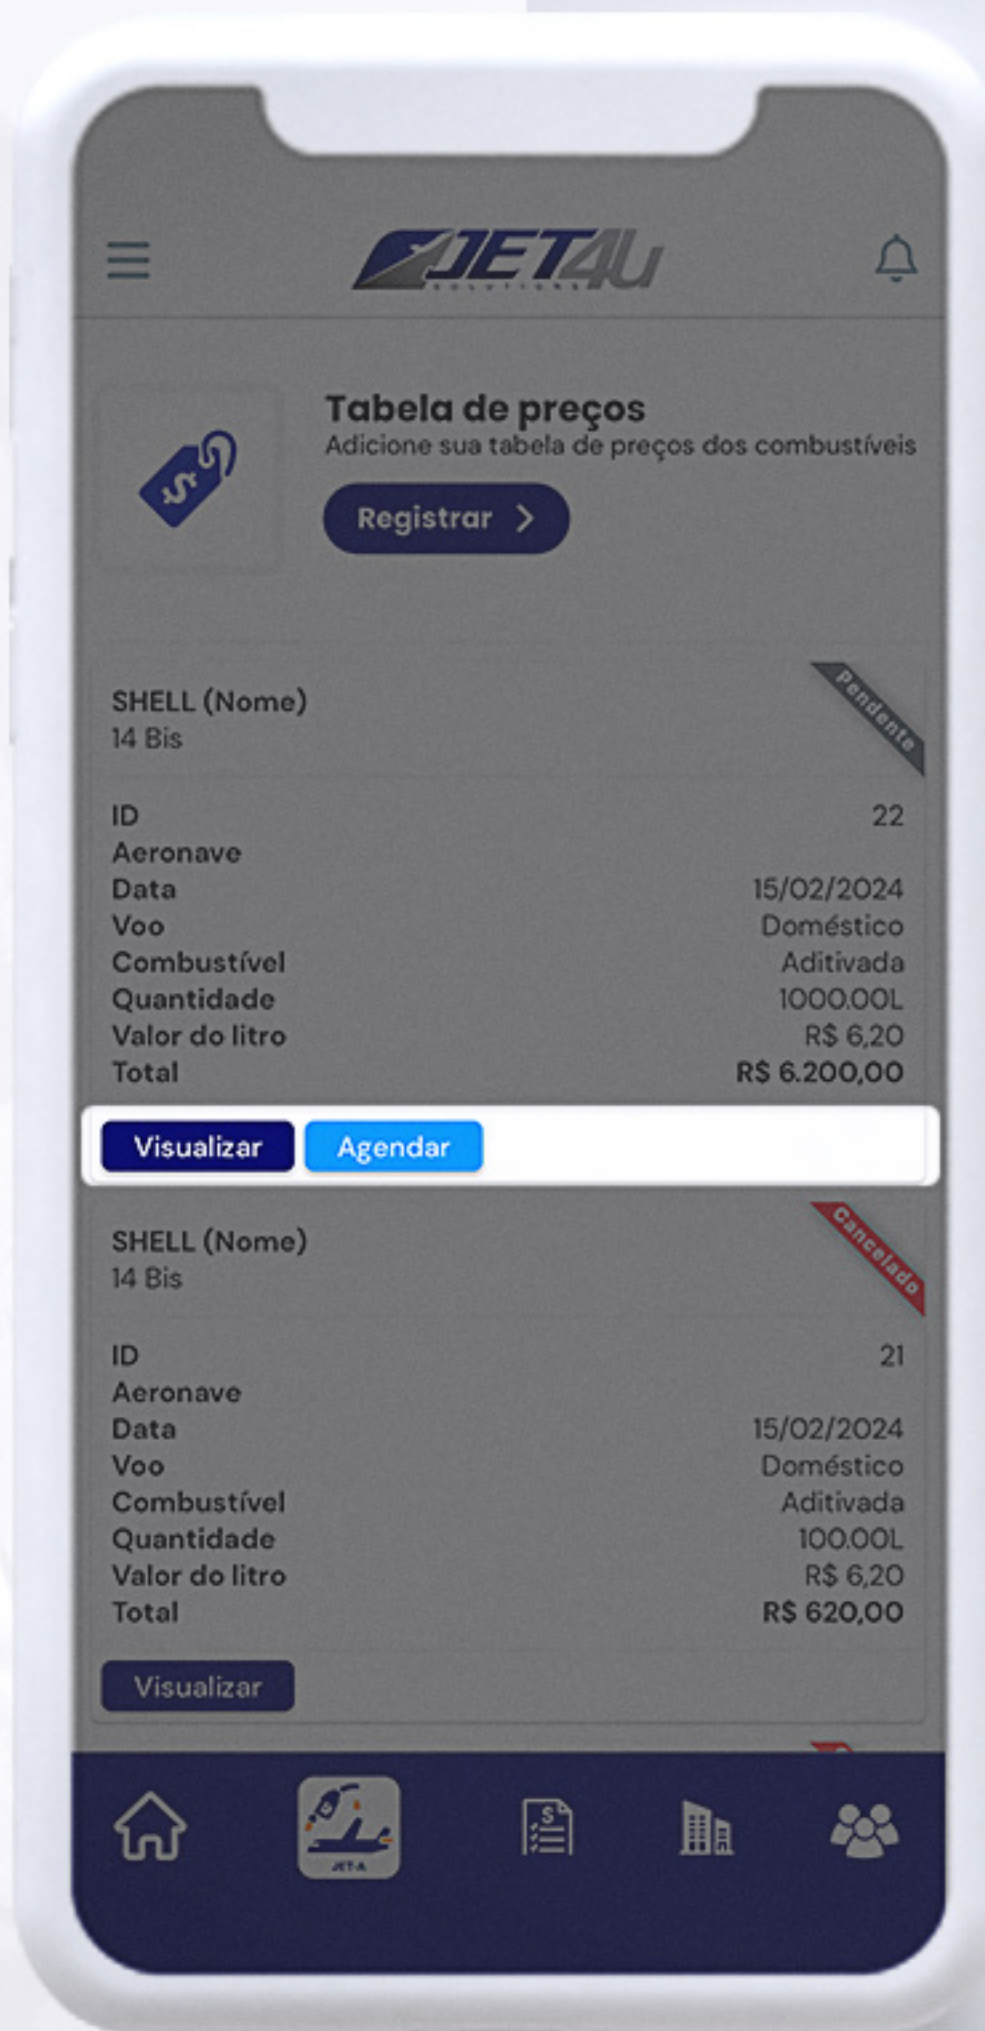 JET4U
SOLUTIONS
Tabela de preços
Adicione sua tabela de preços dos combustíveis
Registrar
SHELL (Nome)
14 Bis
Pendente
ID 22
Aeronave
Data 15/02/2024
Voo Doméstico
Combustível Aditivada
Quantidade 1000.00L
Valor do litro R$ 6,20
Total R$ 6.200,00
Visualizar Agendar
SHELL (Nome)
14 Bis
Cancelado
ID 21
Aeronave
Data 15/02/2024
Voo Doméstico
Combustível Aditivada
Quantidade 100.00L
Valor do litro R$ 6,20
Total R$ 620,00
Visualizar
JET-A